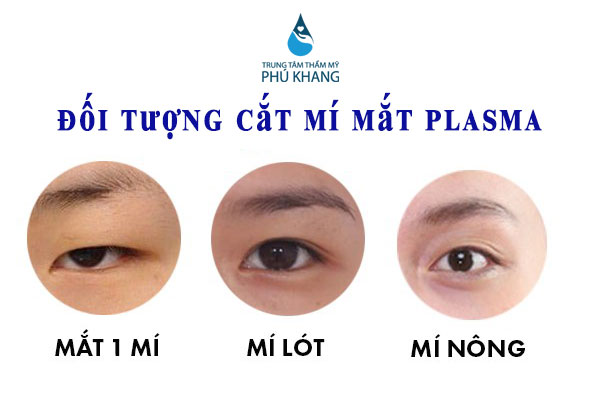 TRUNG TÂM THẨM MỸ
PHÚ KHANG
ĐỐI TƯỢNG CẮT MÍ MẮT PLASMA
MẮT 1 MÍ
MÍ LÓT
MÍ NÔNG